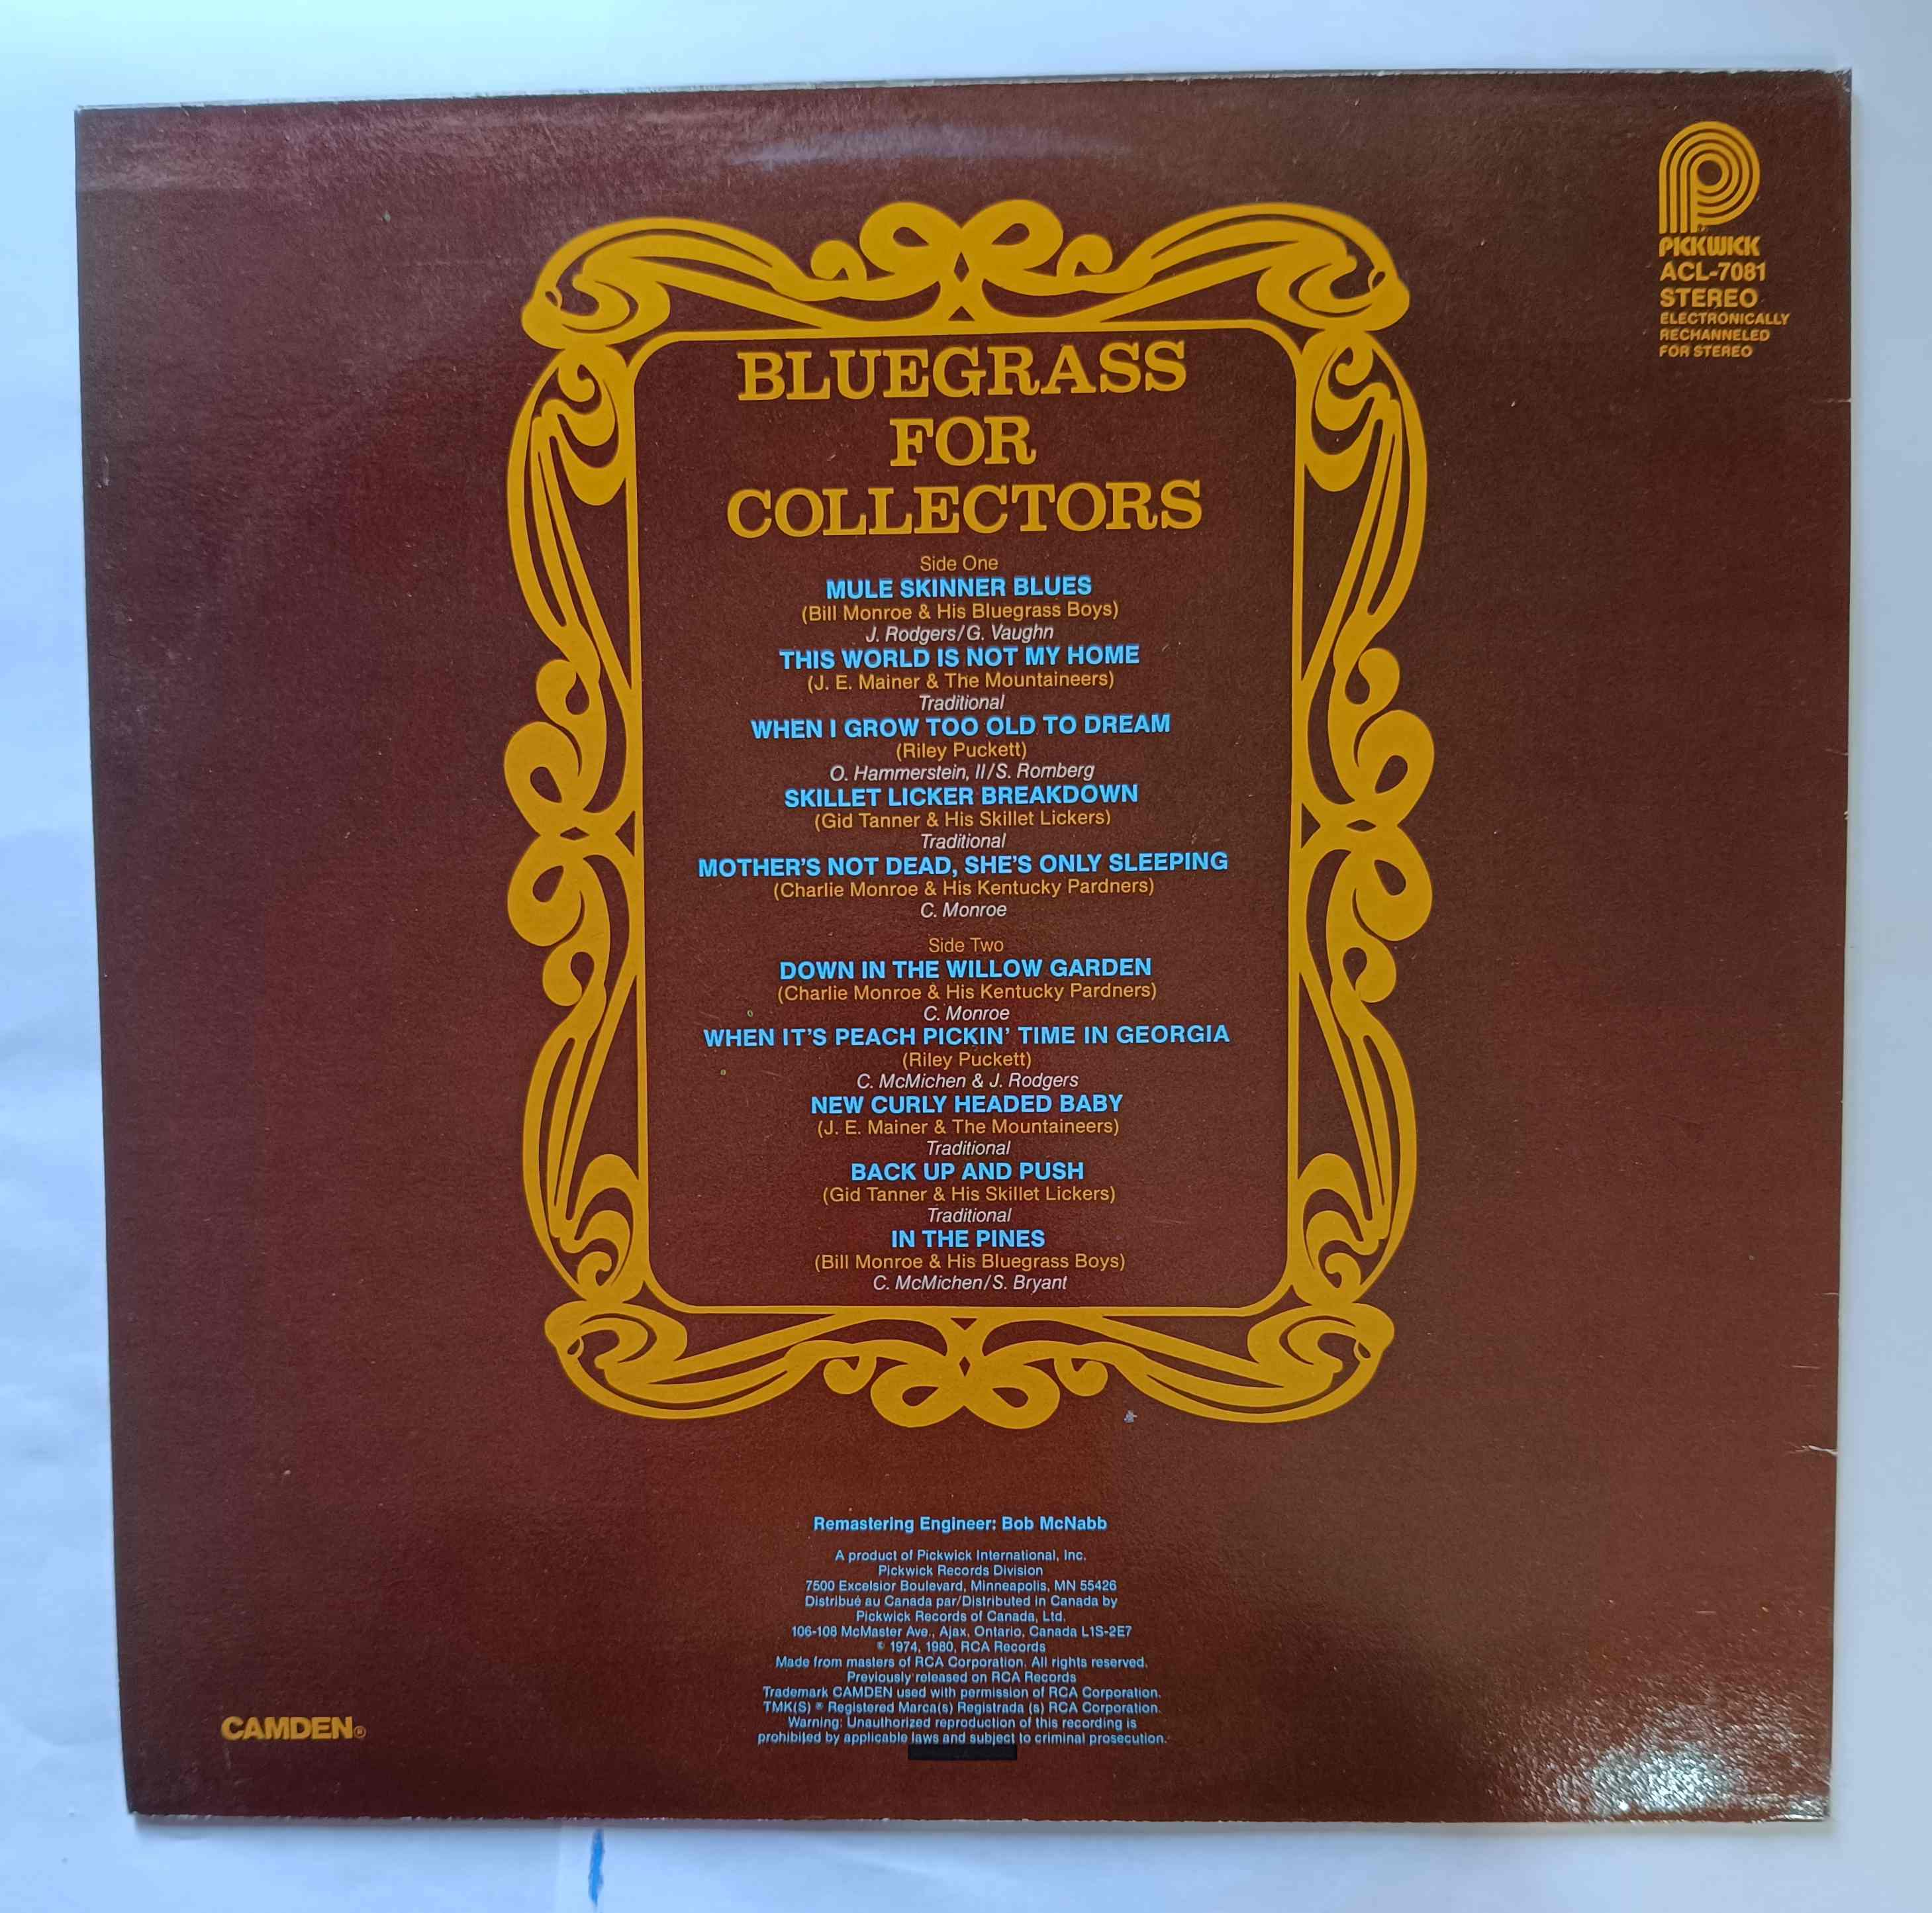 PICKWICK
ACL-7081
STEREO
ELECTRONICALLY
RECHANNELED
FOR STEREO
BLUEGRASS
FOR
COLLECTORS
Side One
MULE SKINNER BLUES
(Bill Monroe & His Bluegrass Boys)
J. Rodgers/G. Vaughn
THIS WORLD IS NOT MY HOME
(J. E. Mainer & The Mountaineers)
Traditional
WHEN I GROW TOO OLD TO DREAM
(Riley Puckett)
O. Hammerstein, II/S. Romberg
SKILLET LICKER BREAKDOWN
(Gid Tanner & His Skillet Lickers)
Traditional
MOTHER'S NOT DEAD, SHE'S ONLY SLEEPING
(Charlie Monroe & His Kentucky Pardners)
C. Monroe
Side Two
DOWN IN THE WILLOW GARDEN
(Charlie Monroe & His Kentucky Pardners)
C. Monroe
WHEN IT'S PEACH PICKIN' TIME IN GEORGIA
(Riley Puckett)
C. McMichen & J. Rodgers
NEW CURLY HEADED BABY
(J. E. Mainer & The Mountaineers)
Traditional
BACK UP AND PUSH
(Gid Tanner & His Skillet Lickers)
Traditional
IN THE PINES
(Bill Monroe & His Bluegrass Boys)
C. McMichen/S. Bryant
Remastering Engineer: Bob McNabb
A product of Pickwick International, Inc.
Pickwick Records Division
7500 Excelsior Boulevard, Minneapolis, MN 55426
Distribué au Canada par/Distributed in Canada by
Pickwick Records of Canada, Ltd.
106-108 McMaster Ave., Ajax, Ontario, Canada L1S-2E7
1974, 1980, RCA Records
Made from masters of RCA Corporation. All rights reserved.
Previously released on RCA Records
Trademark CAMDEN used with permission of RCA Corporation.
TMK(S) ® Registered Marca(s) Registrada (s) RCA Corporation.
Warning: Unauthorized reproduction of this recording is
prohibited by applicable laws and subject to criminal prosecution.
CAMDEN®